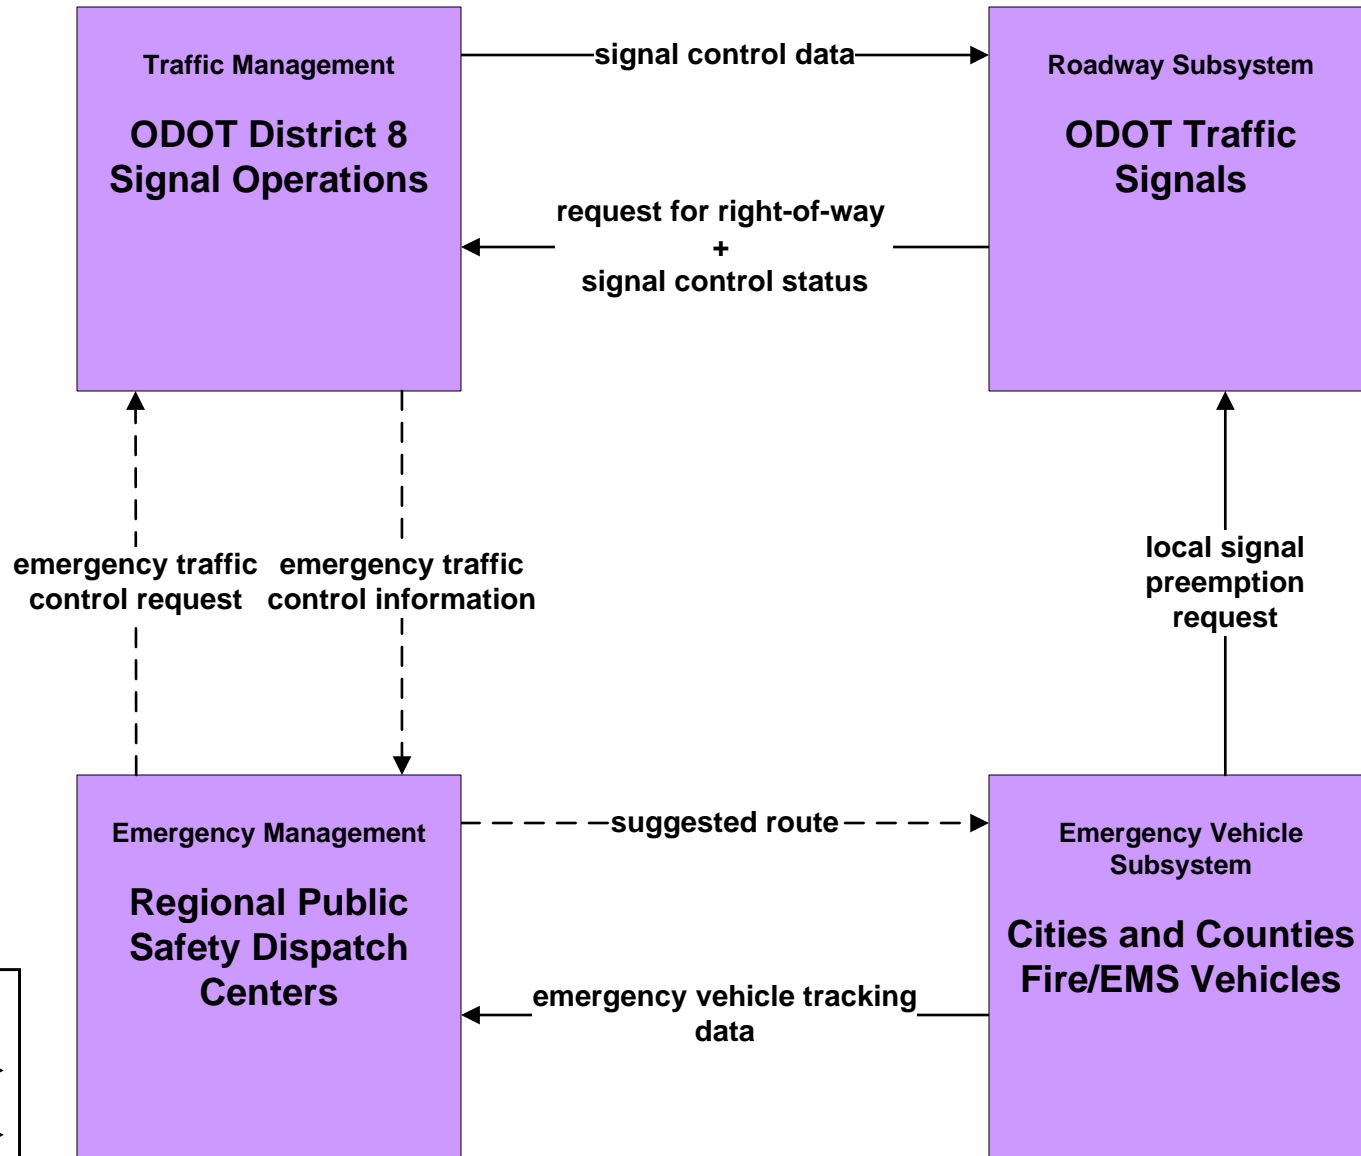 Traffic Management
ODOT District 8
Signal Operations
signal control data
Roadway Subsystem
ODOT Traffic
Signals
request for right-of-way
+
signal control status
emergency traffic
control request
emergency traffic
control information
local signal
preemption
request
Emergency Management
Regional Public
Safety Dispatch
Centers
suggested route
Emergency Vehicle
Subsystem
Cities and Counties
Fire/EMS Vehicles
emergency vehicle tracking
data